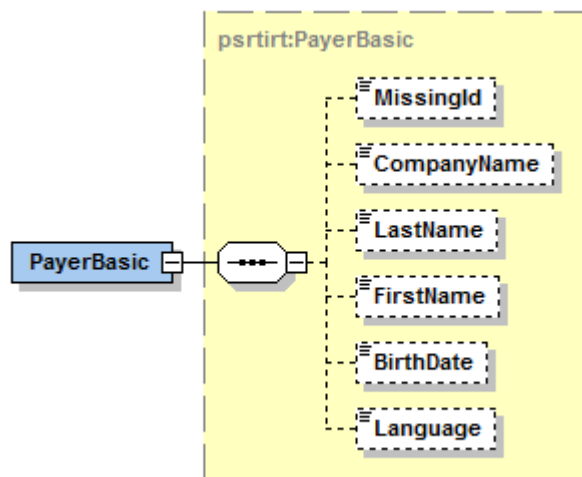 psrtirt:PayerBasic
MissingId
CompanyName
LastName
PayerBasic
FirstName
BirthDate
Language